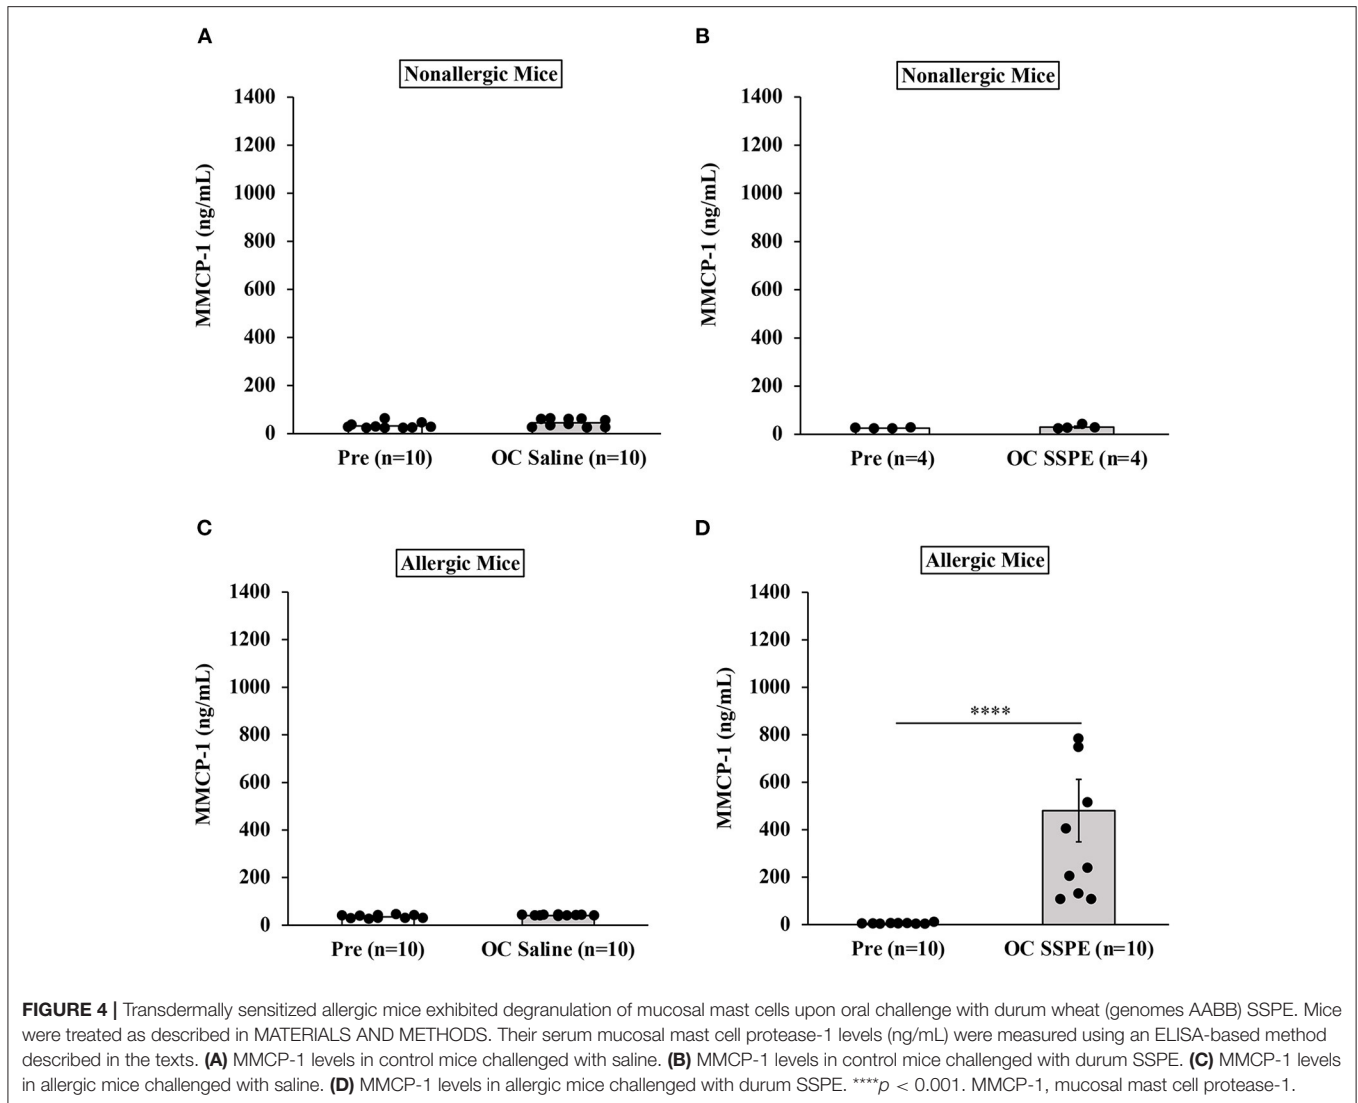 A
Nonallergic Mice
1400
1200
1000
800
600
400
200
0
MMCP-1 (ng/mL)
Pre (n=10) OC Saline (n=10)
B
Nonallergic Mice
1400
1200
1000
800
600
400
200
0
MMCP-1 (ng/mL)
Pre (n=4) OC SSPE (n=4)
C
Allergic Mice
1400
1200
1000
800
600
400
200
0
MMCP-1 (ng/mL)
Pre (n=10) OC Saline (n=10)
D
Allergic Mice
1400
1200
1000
800
600
400
200
0
MMCP-1 (ng/mL)
****
Pre (n=10) OC SSPE (n=10)
FIGURE 4 | Transdermally sensitized allergic mice exhibited degranulation of mucosal mast cells upon oral challenge with durum wheat (genomes AABB) SSPE. Mice
were treated as described in MATERIALS AND METHODS. Their serum mucosal mast cell protease-1 levels (ng/mL) were measured using an ELISA-based method
described in the texts. (A) MMCP-1 levels in control mice challenged with saline. (B) MMCP-1 levels in control mice challenged with durum SSPE. (C) MMCP-1 levels
in allergic mice challenged with saline. (D) MMCP-1 levels in allergic mice challenged with durum SSPE. ****p < 0.001. MMCP-1, mucosal mast cell protease-1.